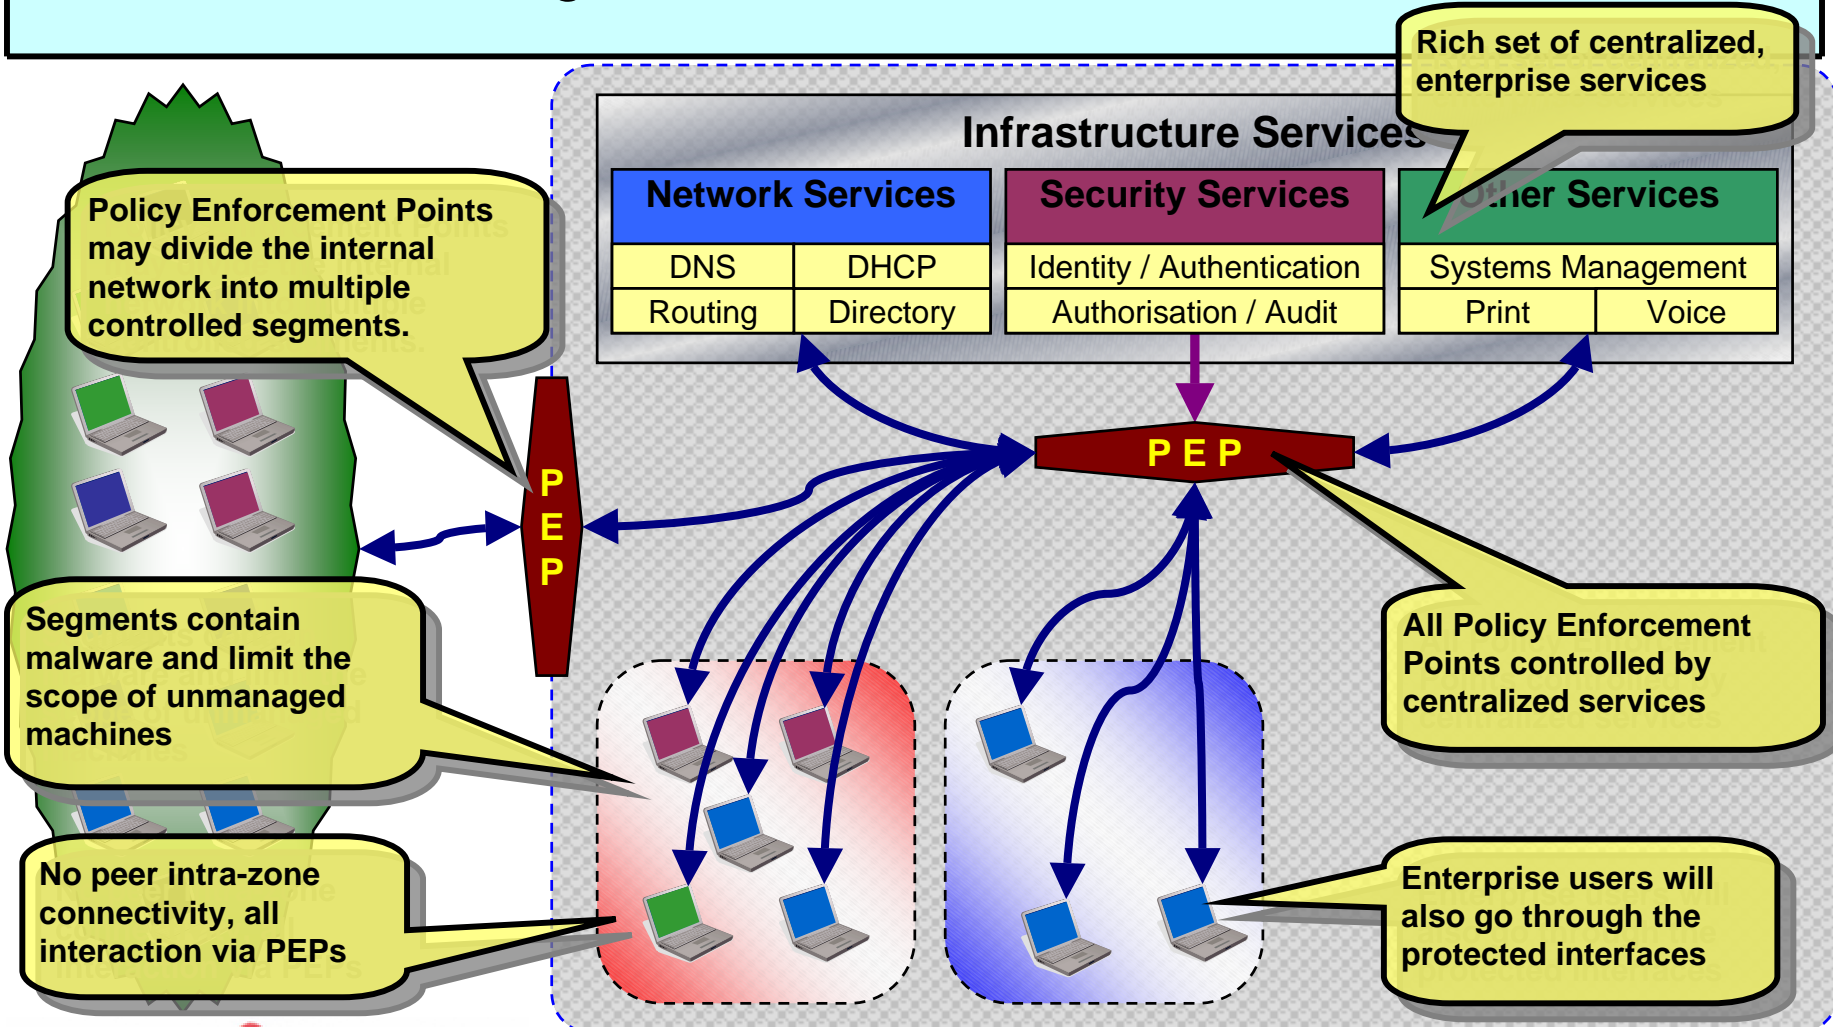 Rich set of centralized,
enterprise services
Infrastructure Services
Network Services
Security Services
Other Services
DNS
DHCP
Identity / Authentication
Systems Management
Routing
Directory
Authorisation / Audit
Print
Voice
Policy Enforcement Points
may divide the internal
network into multiple
controlled segments.
P E P
P
E
P
Segments contain
malware and limit the
scope of unmanaged
machines
All Policy Enforcement
Points controlled by
centralized services
No peer intra-zone
connectivity, all
interaction via PEPs
Enterprise users will
also go through the
protected interfaces